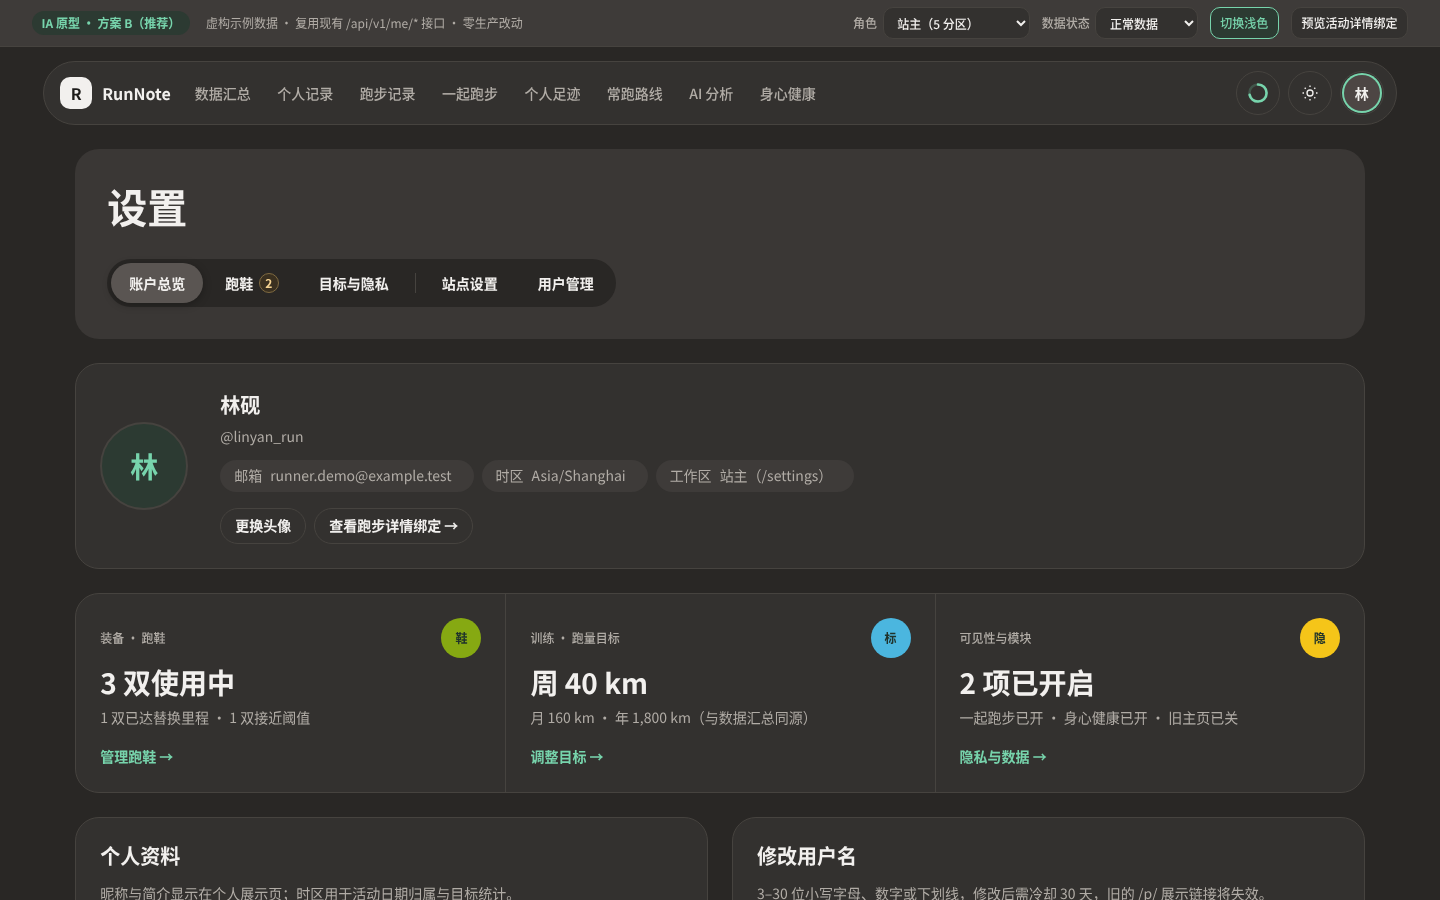 IA 原型 · 方案 B（推荐） 虚构示例数据 · 复用现有 /api/v1/me/* 接口 · 零生产改动 角色 站主（5 分区） 数据状态 正常数据 切换浅色 预览活动详情绑定
R RunNote 数据汇总 个人记录 跑步记录 一起跑步 个人足迹 常跑路线 AI 分析 身心健康 林
设置
账户总览 跑鞋 2 目标与隐私 站点设置 用户管理
林砚
@linyan_run
林
邮箱 runner.demo@example.test 时区 Asia/Shanghai 工作区 站主（/settings）
更换头像 查看跑步详情绑定 →
装备 · 跑鞋 鞋
3 双使用中
1 双已达替换里程 · 1 双接近阈值
管理跑鞋 →
训练 · 跑量目标 标
周 40 km
月 160 km · 年 1,800 km（与数据汇总同源）
调整目标 →
可见性与模块 隐
2 项已开启
一起跑步已开 · 身心健康已开 · 旧主页已关
隐私与数据 →
个人资料
昵称与简介显示在个人展示页；时区用于活动日期归属与目标统计。
修改用户名
3–30 位小写字母、数字或下划线，修改后需冷却 30 天，旧的 /p/ 展示链接将失效。